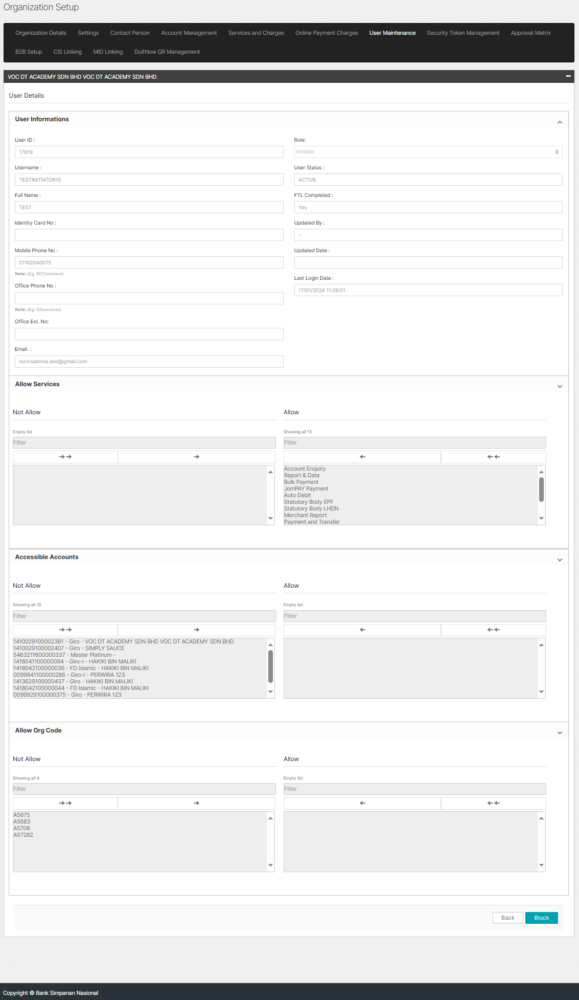 Organization Setup
Organization Details Settings Contact Person Account Management Services and Charges Online Payment Charges User Maintenance Security Token Management Approval Matrix
B2B Setup CIS Linking MID Linking DuitNow QR Management
VOC DT ACADEMY SDN BHD VOC DT ACADEMY SDN BHD
User Details
User Informations
User ID :
17819
Role:
Initiator
Username :
TESTINITIATOR10
User Status :
ACTIVE
Full Name :
TEST
FTL Completed :
Yes
Identity Card No :
Updated By :
-
Mobile Phone No :
01162040075
Note: (Eg. 6012xxxxxxx)
Updated Date :
Office Phone No :
Note: (Eg. 03xxxxxxxx)
Last Login Date :
17/01/2024 11:29:01
Office Ext. No:
Email :
nurinsabrina.test@gmail.com
Allow Services
Not Allow
Empty list
Filter
Allow
Showing all 13
Filter
Account Enquiry
Report & Data
Bulk Payment
JomPAY Payment
Auto Debit
Statutory Body EPF
Statutory Body LHDN
Merchant Report
Payment and Transfer
Accessible Accounts
Not Allow
Showing all 10
Filter
1410029100002381 - Giro - VOC DT ACADEMY SDN BHD VOC DT ACADEMY SDN BHD
1410029100002407 - Giro - SIMPLY SAUCE
5463211600000337 - Master Platinum -
1418041100000094 - Giro-i - HAKIKI BIN MALIKI
1418042100000036 - FD Islamic - HAKIKI BIN MALIKI
0099941100000286 - Giro-i - PERWIRA 123
1413629100000437 - Giro - HAKIKI BIN MALIKI
1418042100000044 - FD Islamic - HAKIKI BIN MALIKI
0099929100000375 - Giro - PERWIRA 123
Allow
Empty list
Filter
Allow Org Code
Not Allow
Showing all 4
Filter
A5675
A5683
A5708
A57282
Allow
Empty list
Filter
Back
Block
Copyright © Bank Simpanan Nasional